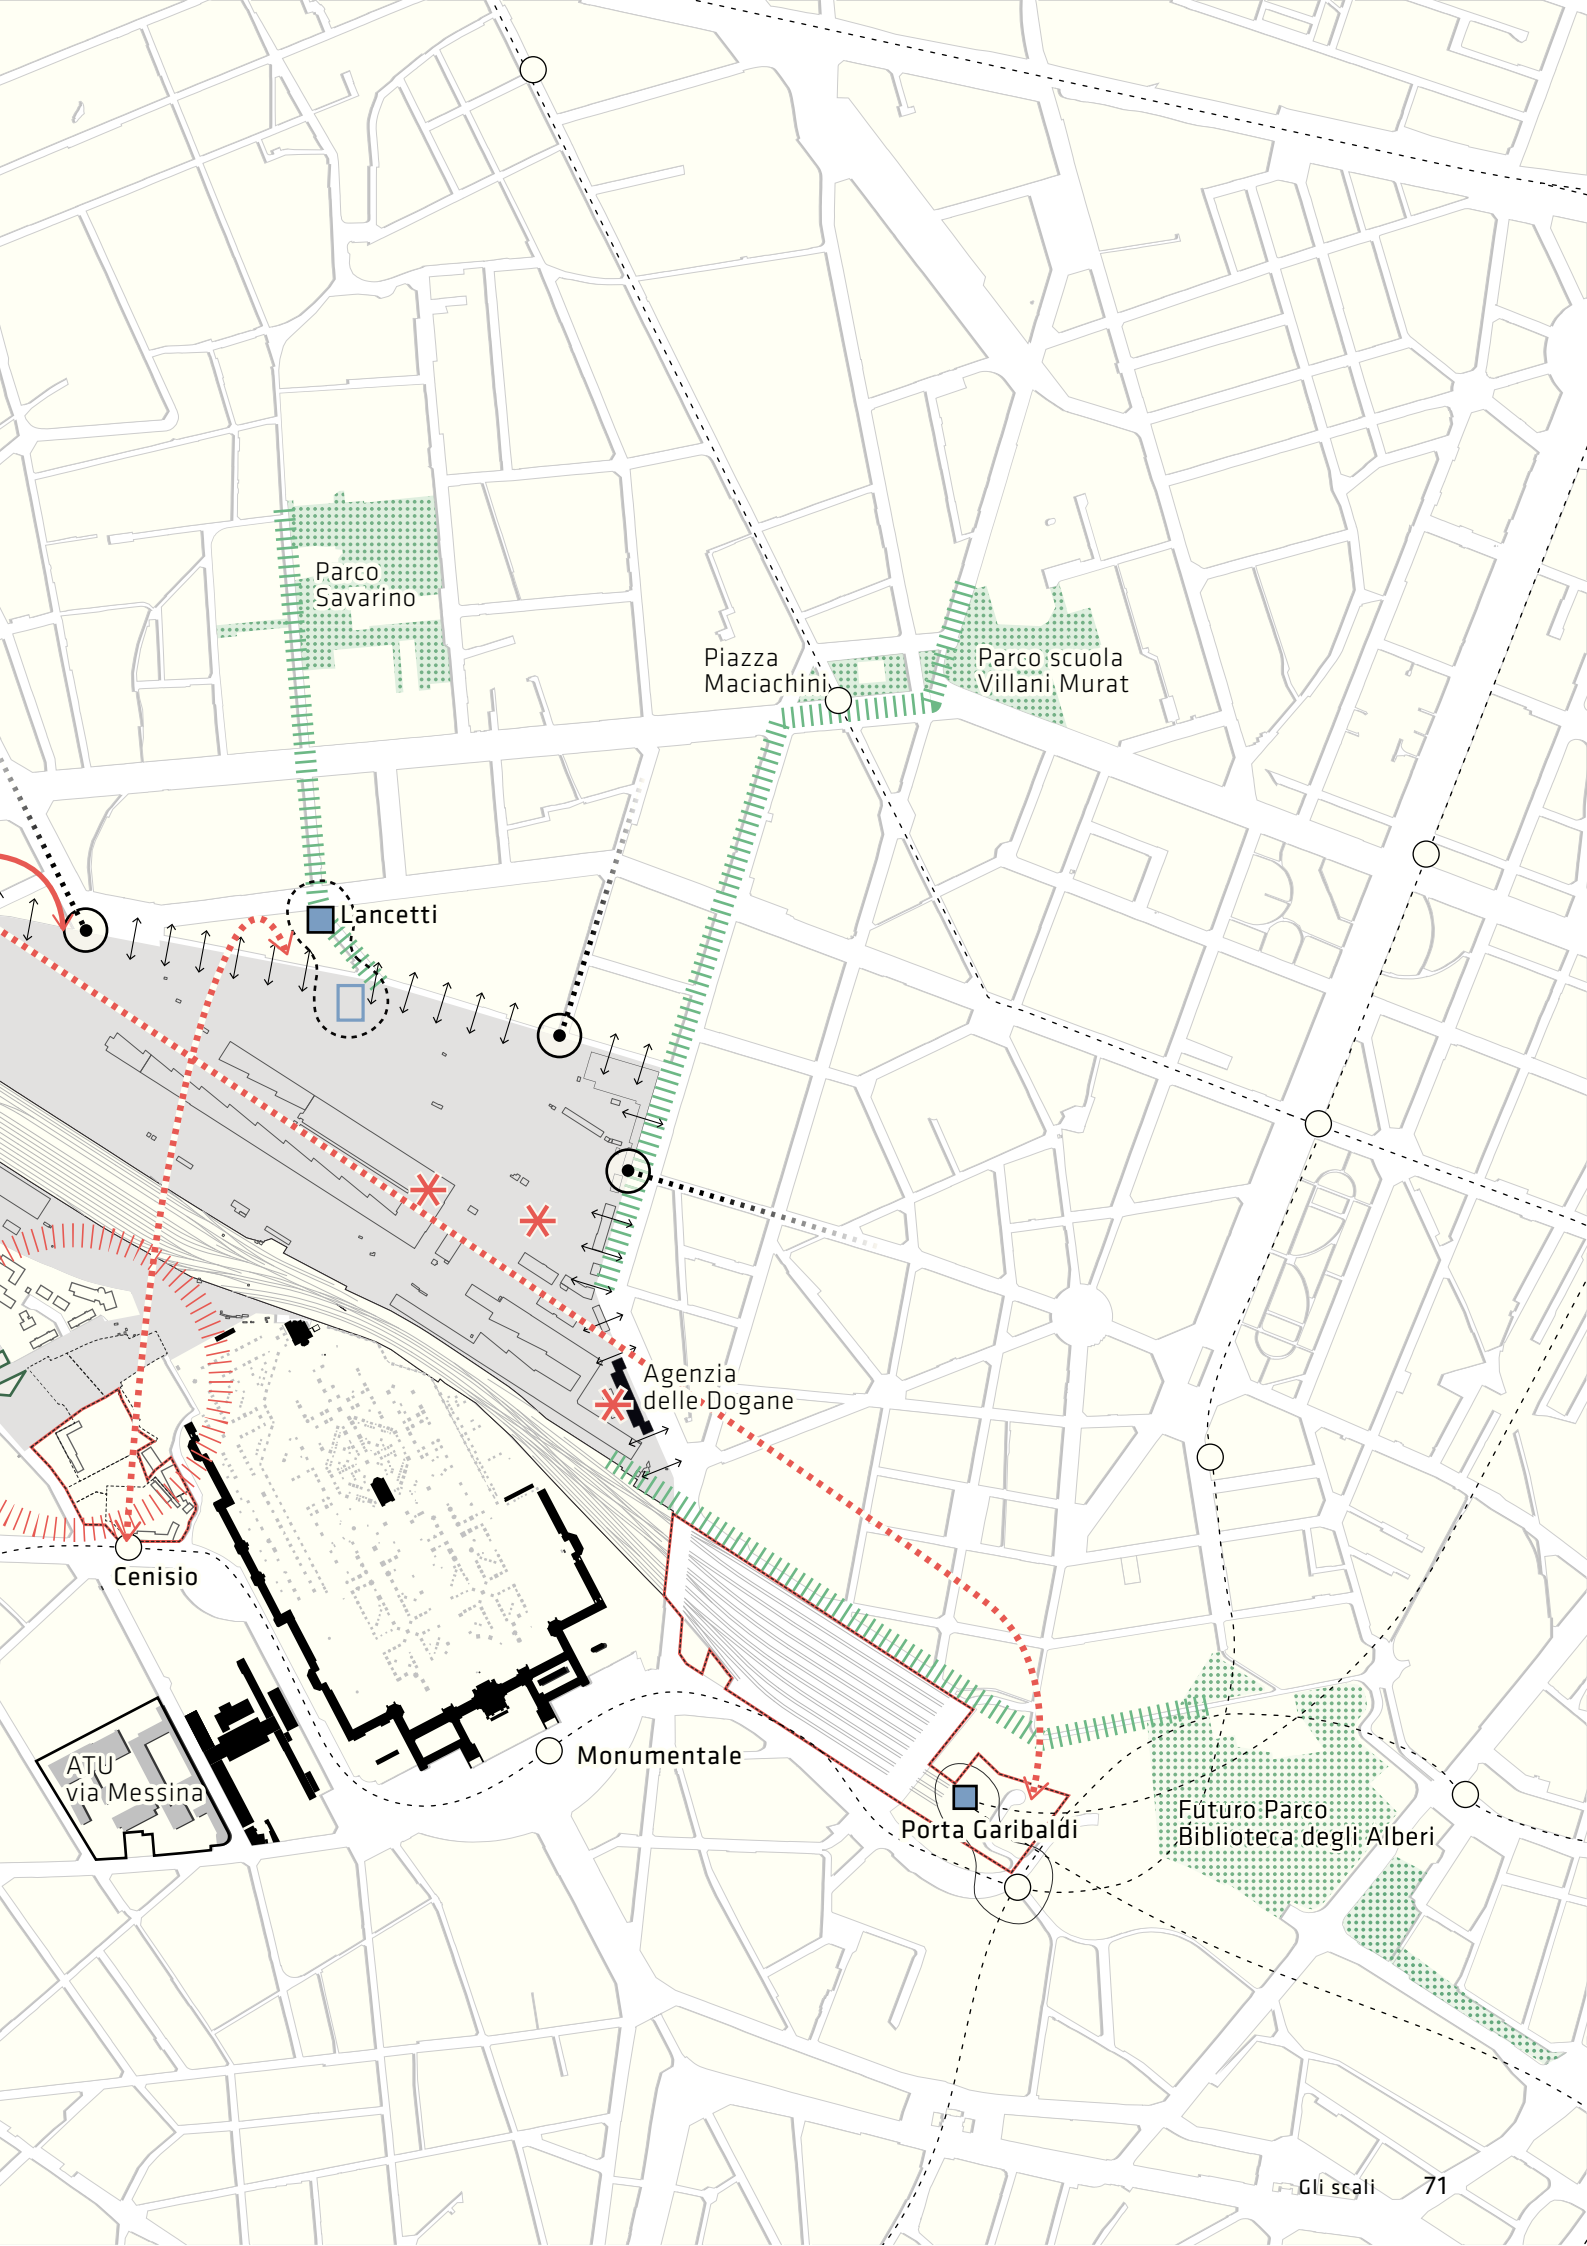 Parco
Savarino
Piazza
Maciachini
Parco scuola
Villani Murat
Lancetti
Agenzia
delle Dogane
Cenisio
Monumentale
ATU
via Messina
Porta Garibaldi
Futuro Parco
Biblioteca degli Alberi
Gli scali 71